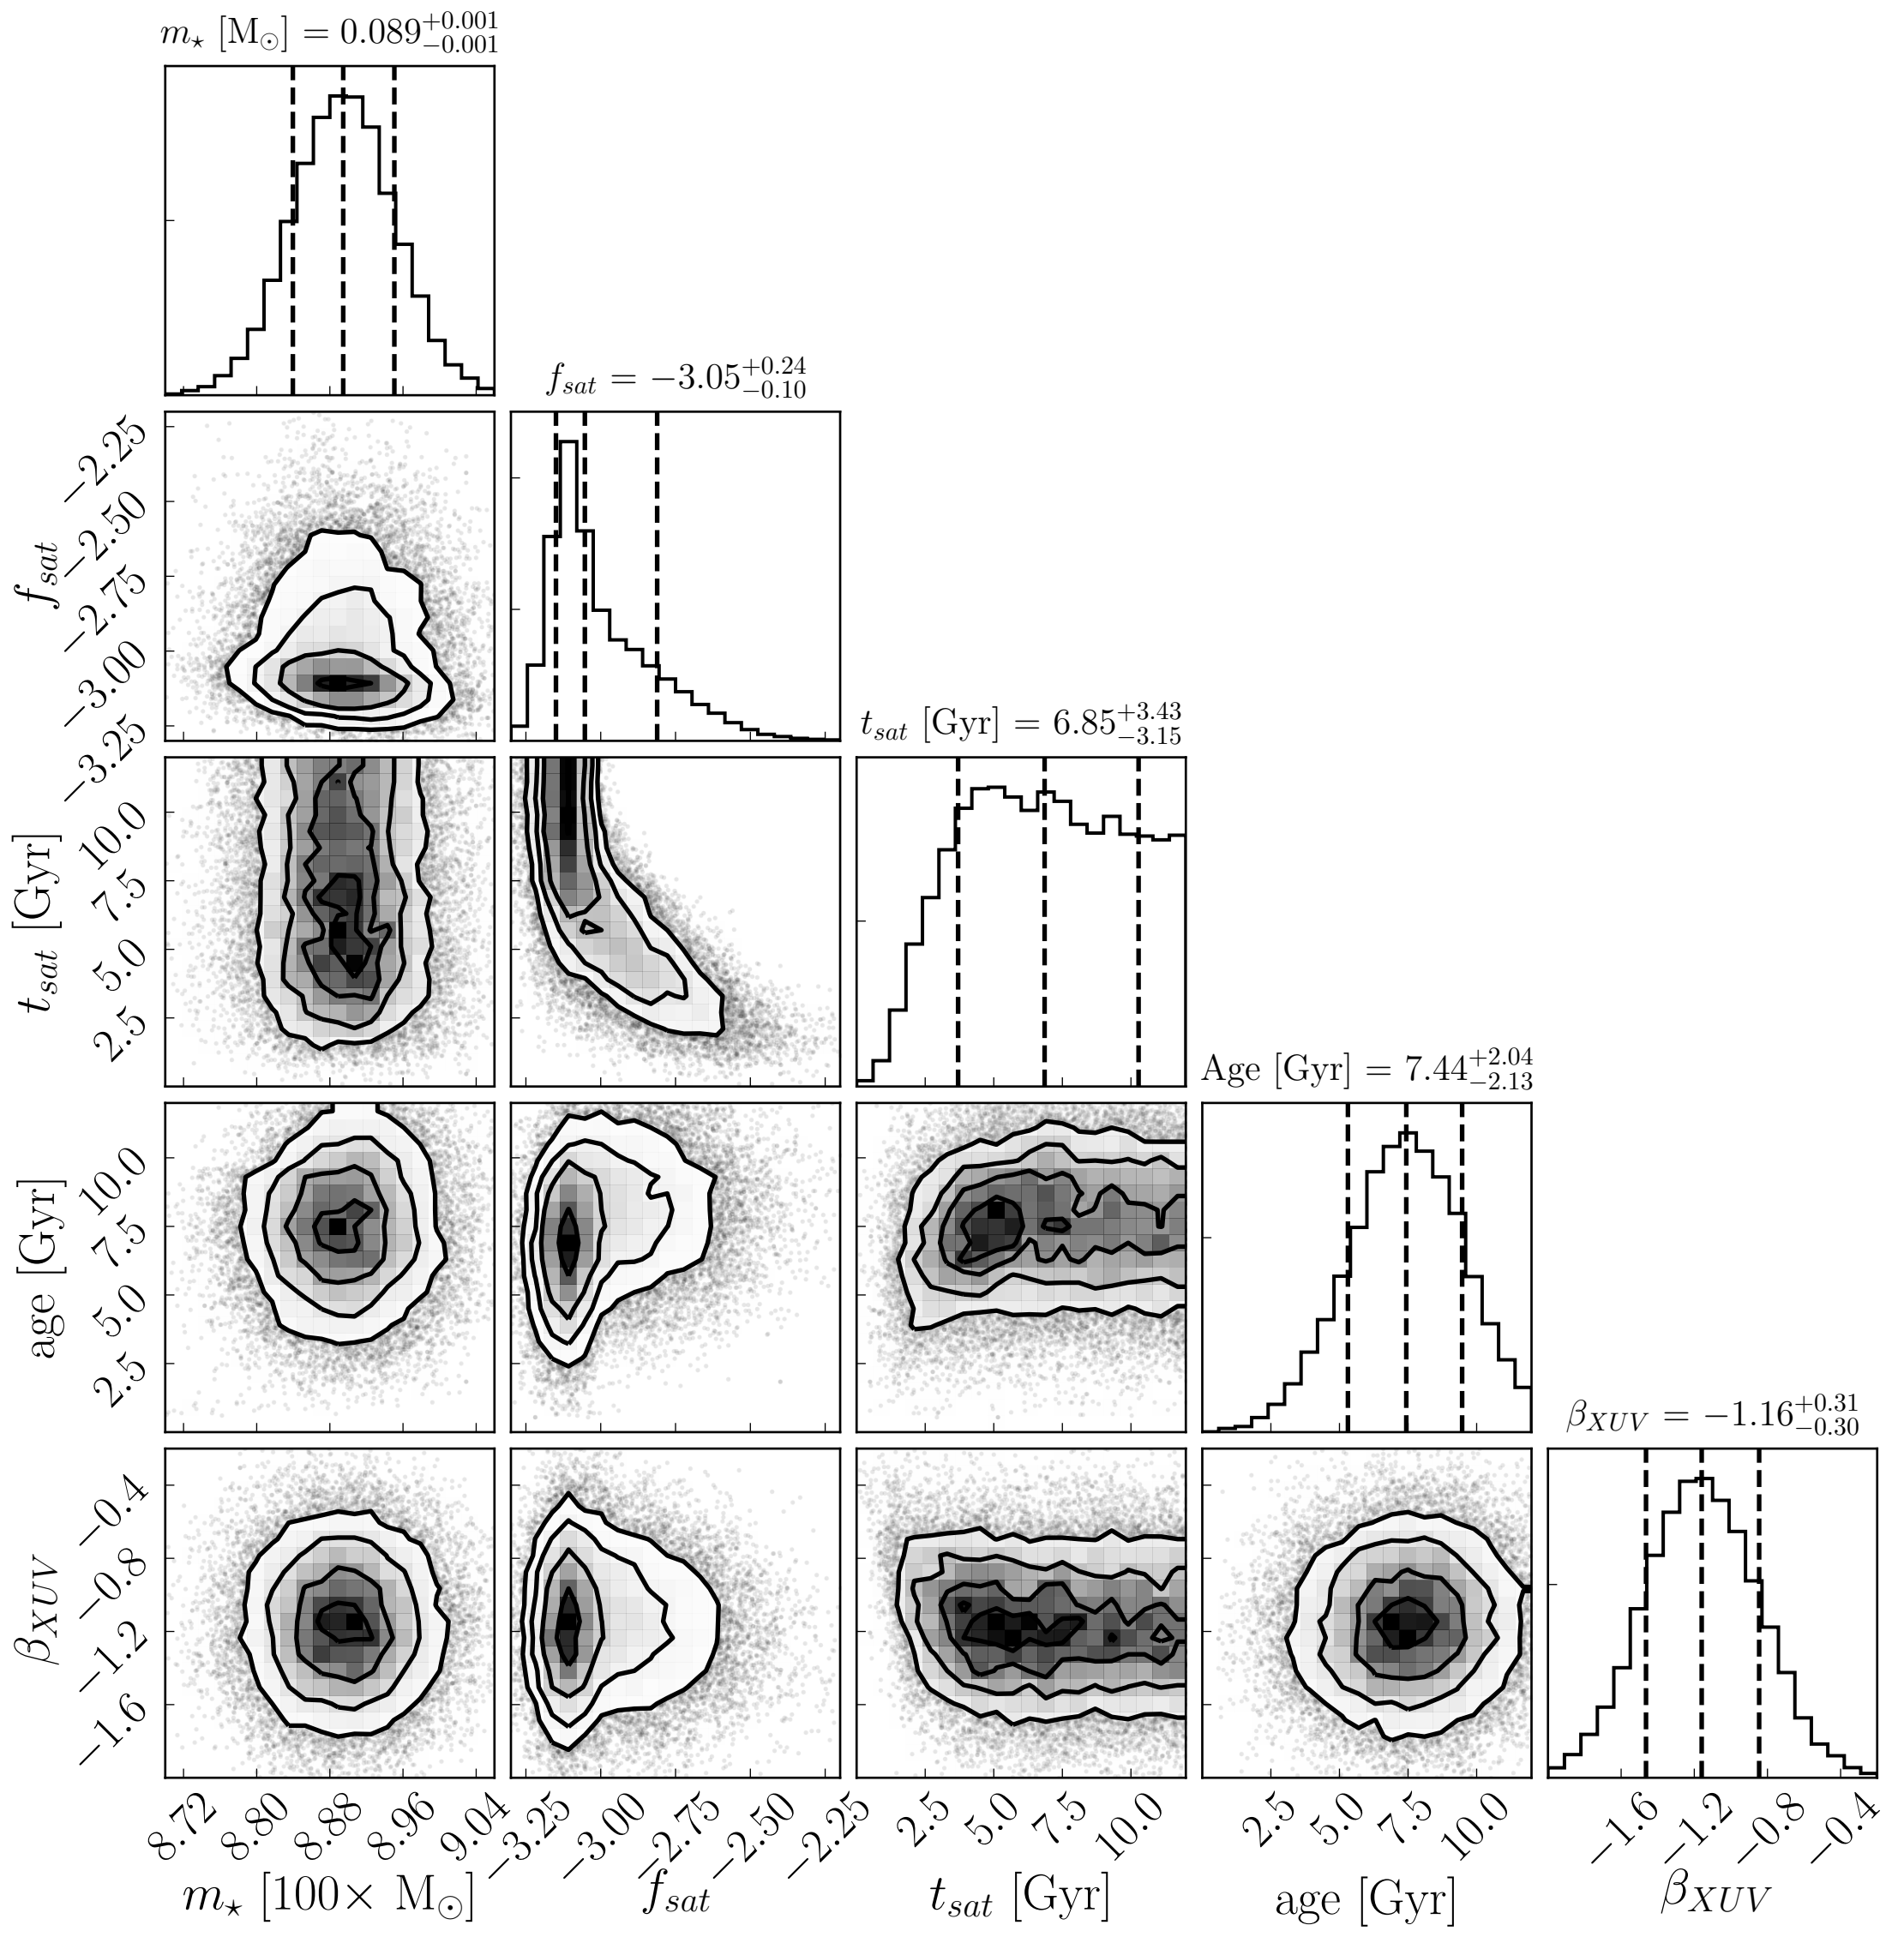 m⋆ [M⊙] = 0.089+0.001−0.001
fsat = −3.05+0.24−0.10
−2.25
−2.50
−2.75
−3.00
−3.25
fsat
tsat [Gyr] = 6.85+3.43−3.15
10.0
7.5
5.0
2.5
tsat [Gyr]
Age [Gyr] = 7.44+2.04−2.13
10.0
7.5
5.0
2.5
age [Gyr]
βXUV = −1.16+0.31−0.30
−0.4
−0.8
−1.2
−1.6
βXUV
8.72 8.80 8.88 8.96 9.04
−3.25 −3.00 −2.75 −2.50 −2.25
2.5 5.0 7.5 10.0
2.5 5.0 7.5 10.0
−1.6 −1.2 −0.8 −0.4
m⋆ [100× M⊙]
fsat
tsat [Gyr]
age [Gyr]
βXUV